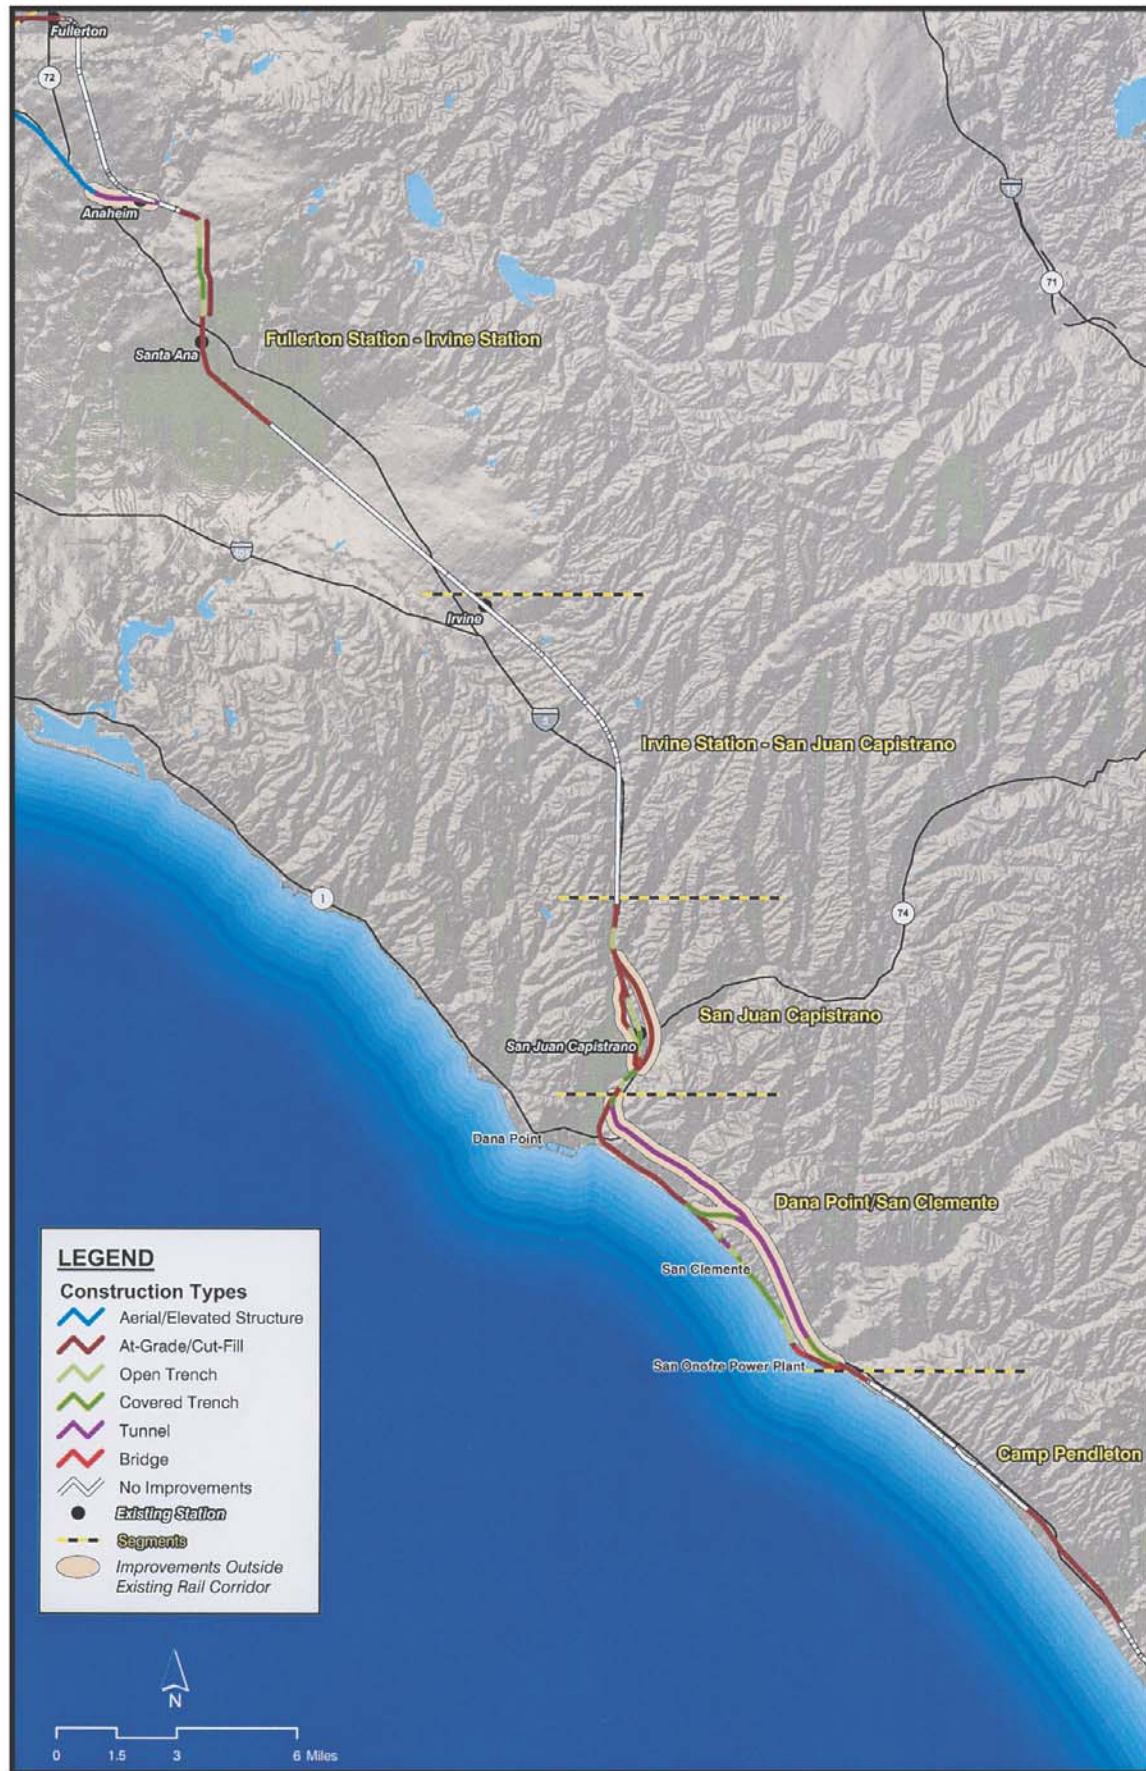 Fullerton
72
Anaheim
15
71
Fullerton Station - Irvine Station
Santa Ana
Irvine
5
Irvine Station - San Juan Capistrano
1
74
San Juan Capistrano
San Juan Capistrano
Dana Point
Dana Point/San Clemente
San Clemente
San Onofre Power Plant
Camp Pendleton
LEGEND
Construction Types
Aerial/Elevated Structure
At-Grade/Cut-Fill
Open Trench
Covered Trench
Tunnel
Bridge
No Improvements
Existing Station
Segments
Improvements Outside
Existing Rail Corridor
N
0 1.5 3 6 Miles